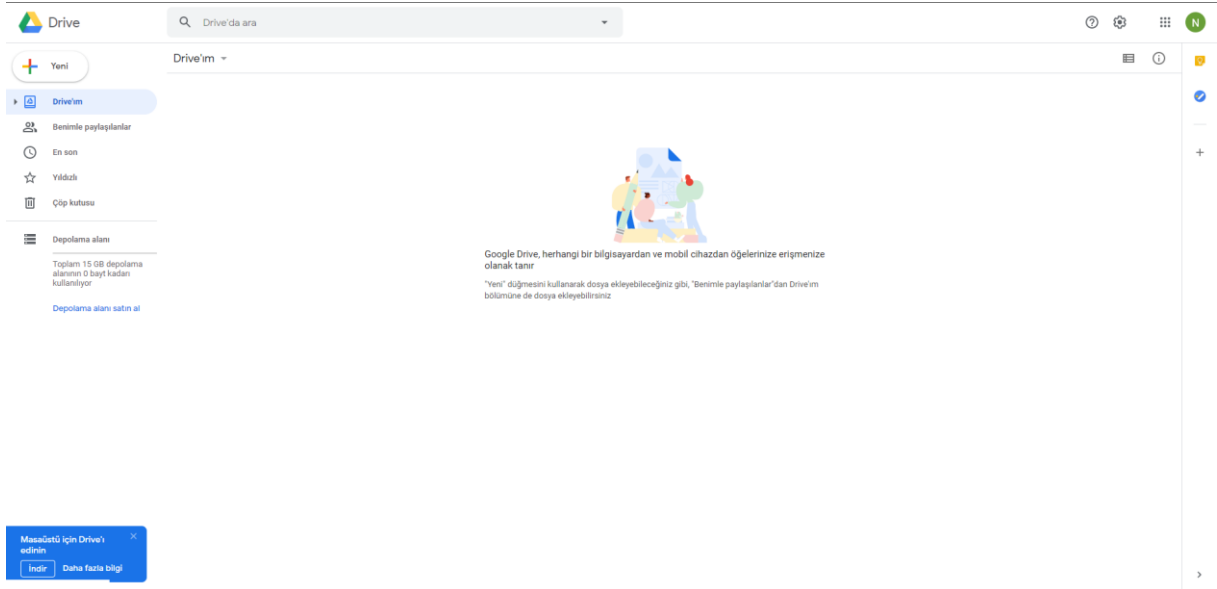 Drive
Drive'da ara
N
Yeni
Drive'ım
Drive'ım
Benimle paylaşılanlar
En son
Yıldızlı
Çöp kutusu
Depolama alanı
Toplam 15 GB depolama
alanının 0 bayt kadarı
kullanılıyor
Depolama alanı satın al
Google Drive, herhangi bir bilgisayardan ve mobil cihazdan öğelerinize erişmenize
olanak tanır
"Yeni" düğmesini kullanarak dosya ekleyebileceğiniz gibi, "Benimle paylaşılanlar"dan Drive'ım
bölümüne de dosya ekleyebilirsiniz
Masaüstü için Drive'ı
edinin
İndir Daha fazla bilgi